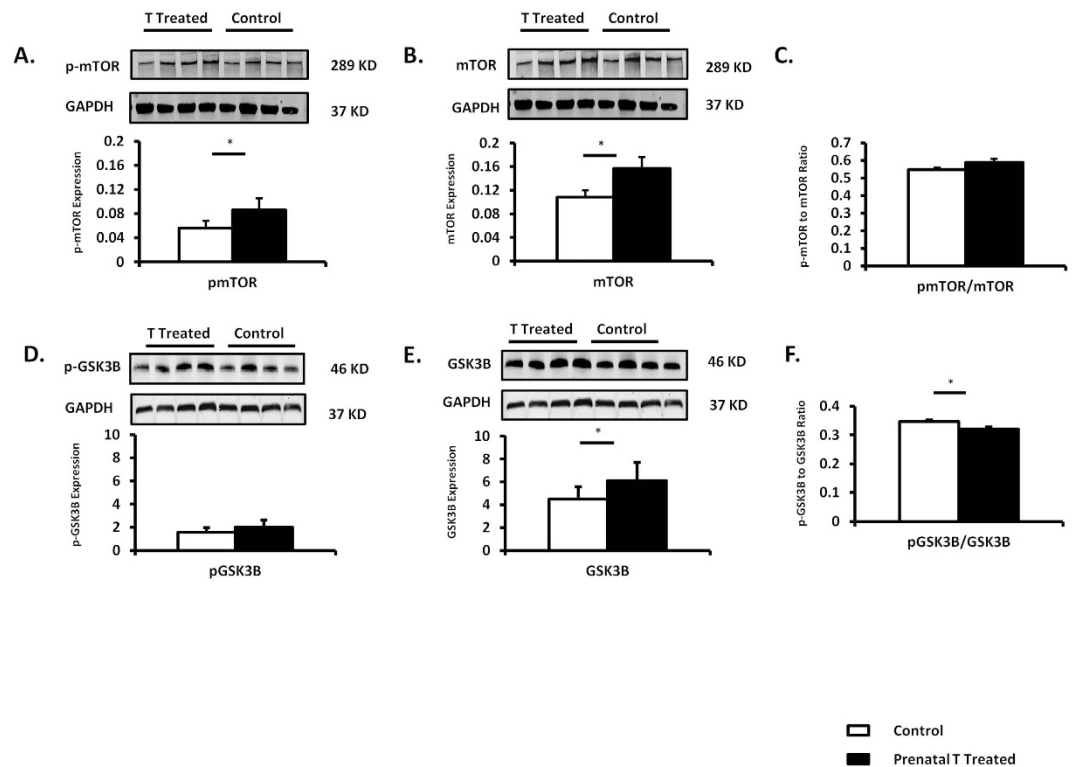 T Treated Control
A.
p-mTOR
289 KD
GAPDH
37 KD
0.2
0.16
0.12
0.08
0.04
0
p-mTOR Expression
*
pmTOR
T Treated Control
B.
mTOR
289 KD
GAPDH
37 KD
0.2
0.16
0.12
0.08
0.04
0
mTOR Expression
*
mTOR
C.
0.7
0.6
0.5
0.4
0.3
0.2
0.1
0
p-mTOR to mTOR Ratio
pmTOR/mTOR
T Treated Control
D.
p-GSK3B
46 KD
GAPDH
37 KD
10
8
6
4
2
0
p-GSK3B Expression
pGSK3B
T Treated Control
E.
GSK3B
46 KD
GAPDH
37 KD
10
8
6
4
2
0
GSK3B Expression
*
GSK3B
F.
0.4
0.3
0.2
0.1
0
p-GSK3B to GSK3B Ratio
*
pGSK3B/GSK3B
Control
Prenatal T Treated